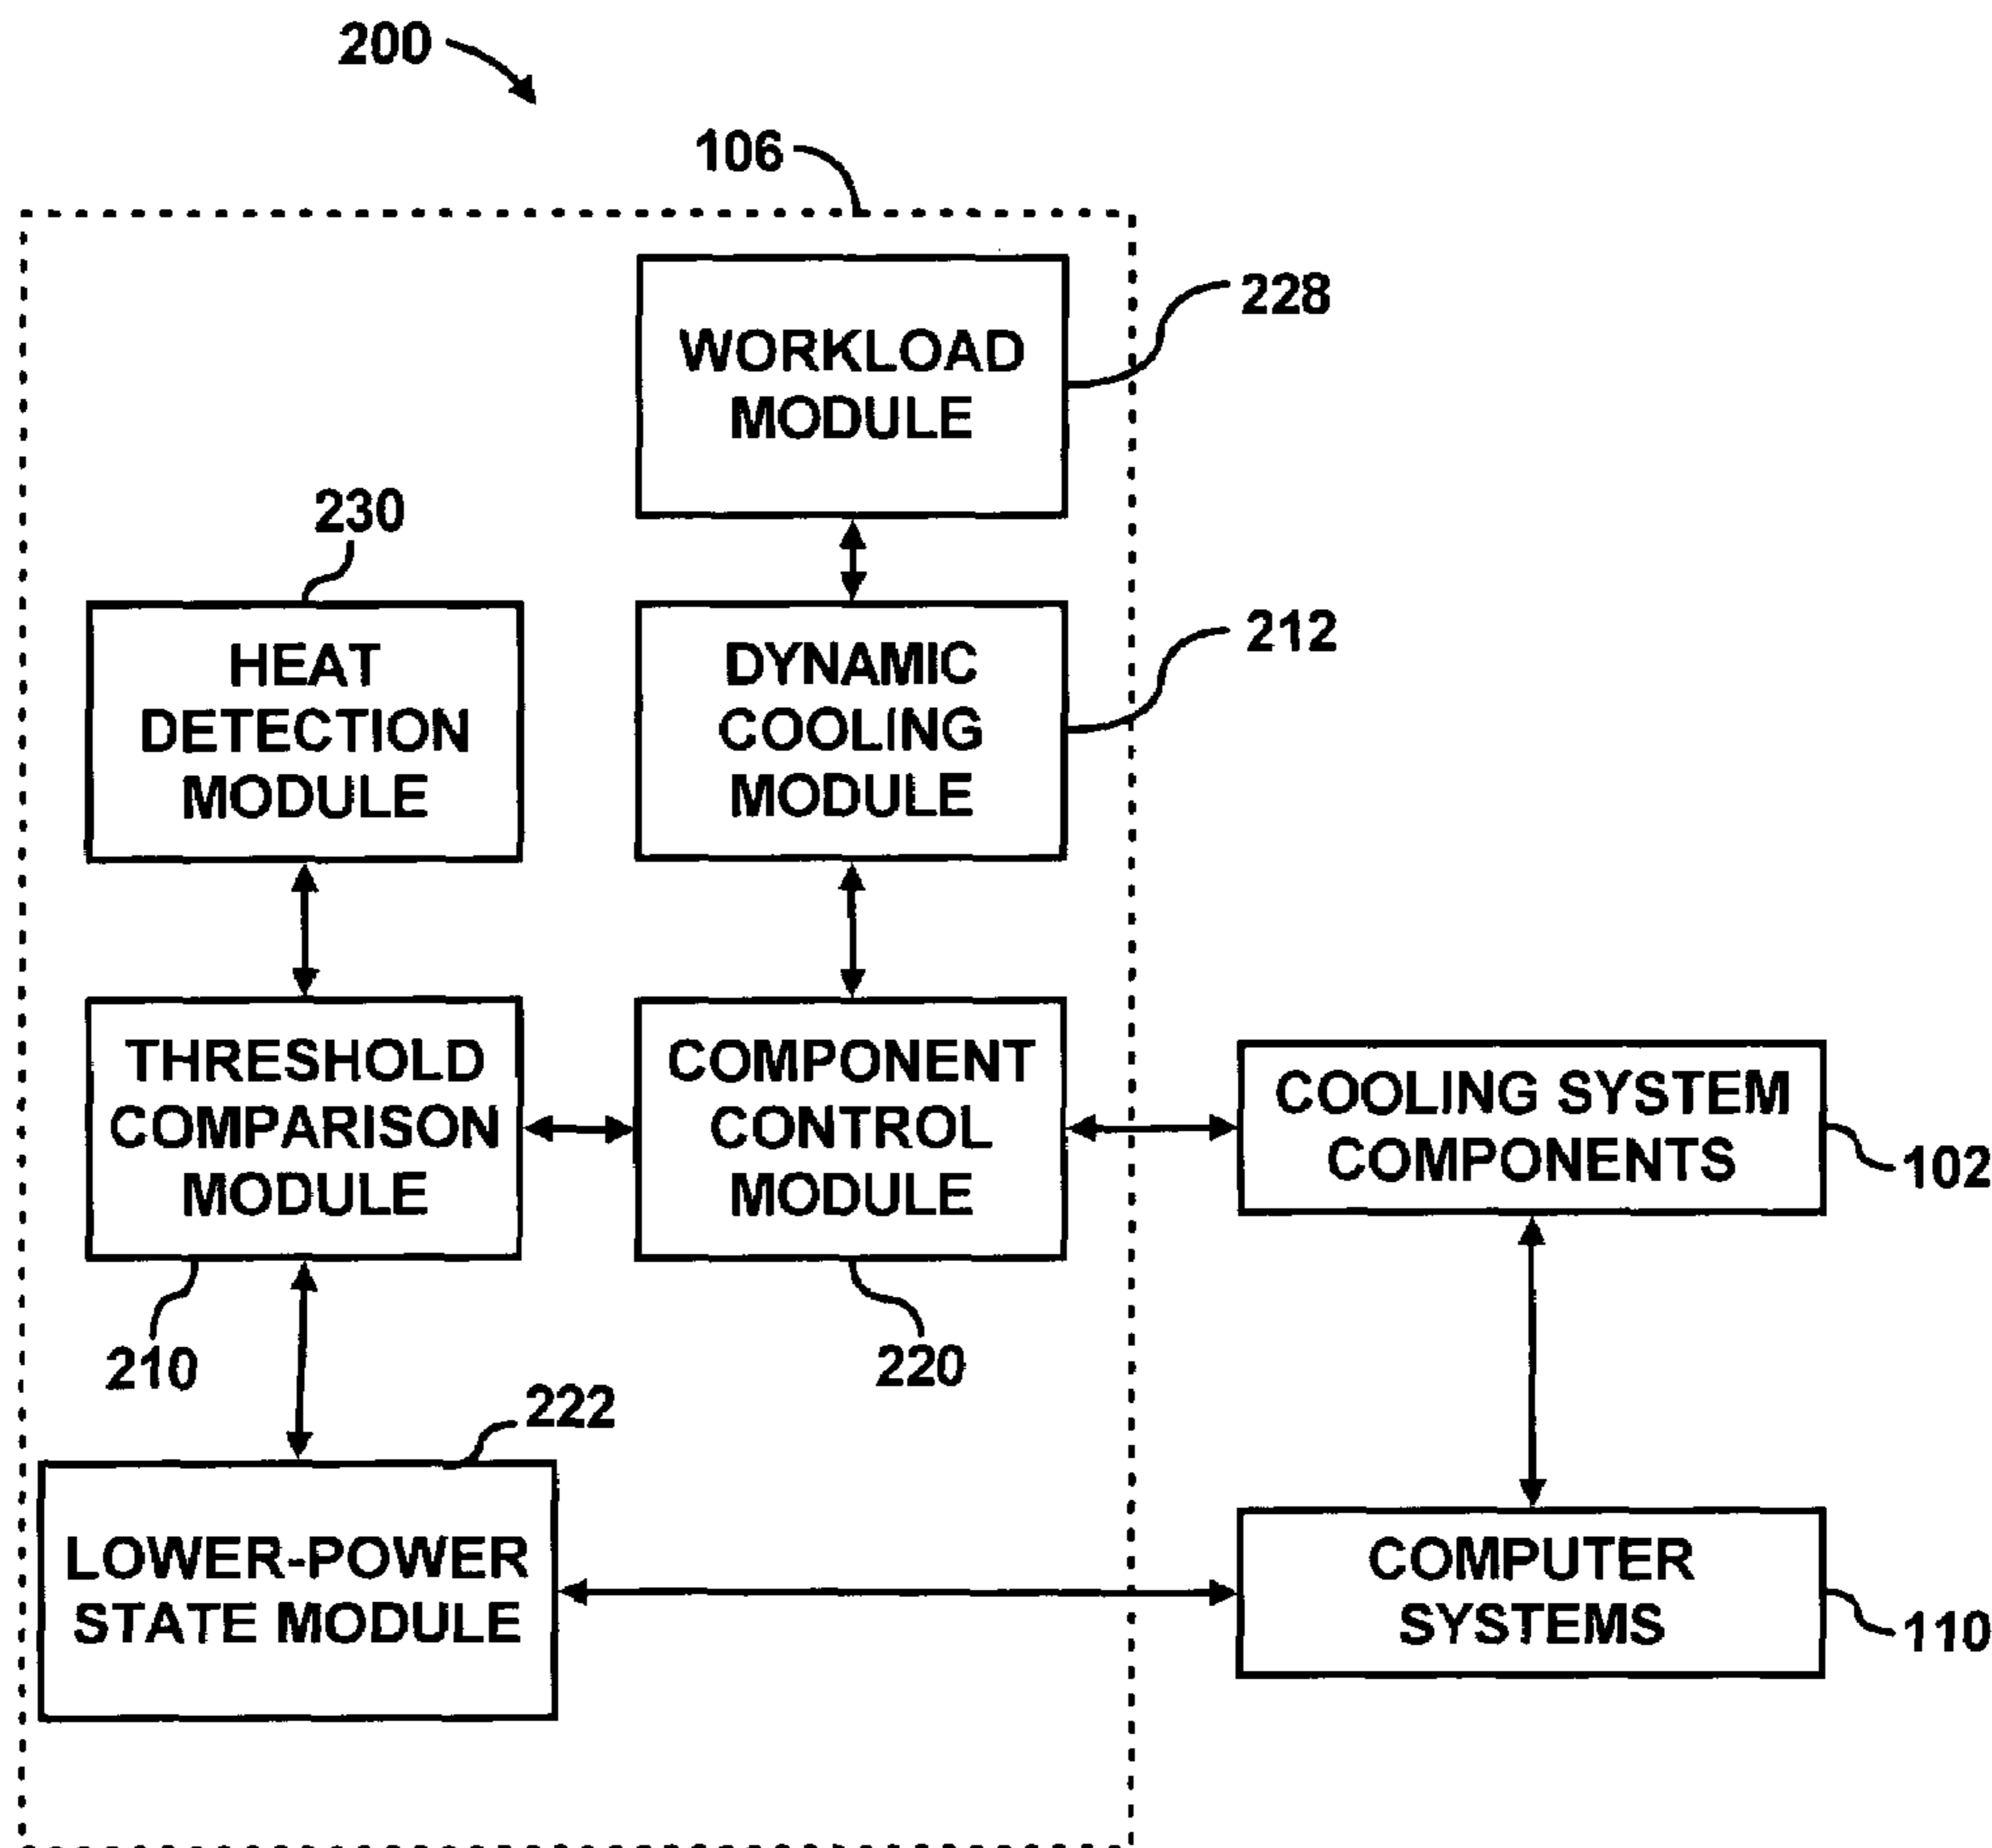 200
106
WORKLOAD
MODULE
228
230
HEAT
DETECTION
MODULE
DYNAMIC
COOLING
MODULE
212
THRESHOLD
COMPARISON
MODULE
COMPONENT
CONTROL
MODULE
COOLING SYSTEM
COMPONENTS
102
210
220
222
LOWER-POWER
STATE MODULE
COMPUTER
SYSTEMS
110